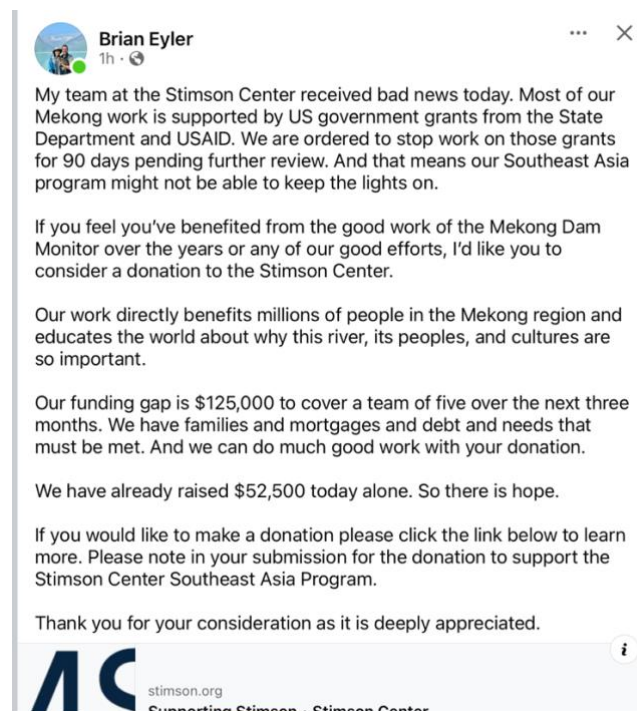 Brian Eyler
1h
My team at the Stimson Center received bad news today. Most of our
Mekong work is supported by US government grants from the State
Department and USAID. We are ordered to stop work on those grants
for 90 days pending further review. And that means our Southeast Asia
program might not be able to keep the lights on.
If you feel you’ve benefited from the good work of the Mekong Dam
Monitor over the years or any of our good efforts, I’d like you to
consider a donation to the Stimson Center.
Our work directly benefits millions of people in the Mekong region and
educates the world about why this river, its peoples, and cultures are
so important.
Our funding gap is $125,000 to cover a team of five over the next three
months. We have families and mortgages and debt and needs that
must be met. And we can do much good work with your donation.
We have already raised $52,500 today alone. So there is hope.
If you would like to make a donation please click the link below to learn
more. Please note in your submission for the donation to support the
Stimson Center Southeast Asia Program.
Thank you for your consideration as it is deeply appreciated.
stimson.org
Supporting Stimson · Stimson Center